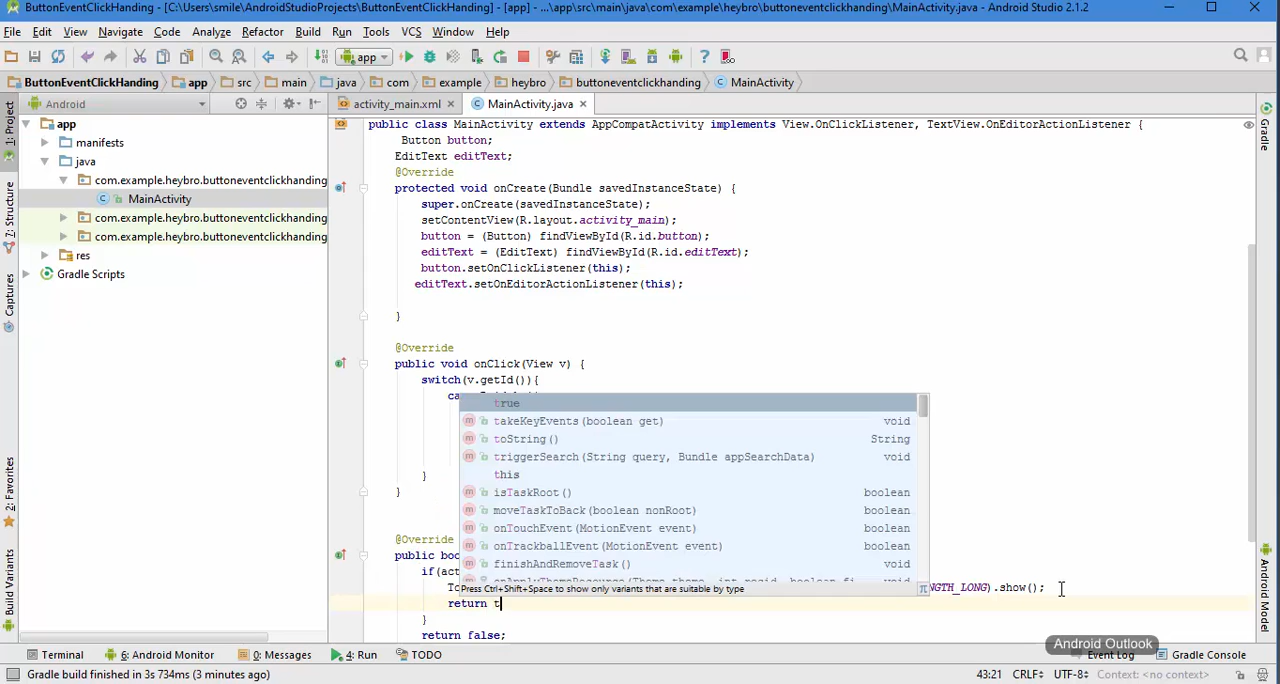 ButtonEventClickHanding - [C:\Users\smile\AndroidStudioProjects\ButtonEventClickHanding] - [app] - ...\app\src\main\java\com\example\heybro\buttoneventclickhanding\MainActivity.java - Android Studio 2.1.2
File Edit View Navigate Code Analyze Refactor Build Run Tools VCS Window Help
app
ButtonEventClickHanding app src main java com example heybro buttoneventclickhanding MainActivity
Android activity_main.xml MainActivity.java
1: Project
7: Structure
Captures
2: Favorites
Build Variants
app
manifests
java
com.example.heybro.buttoneventclickhanding
MainActivity
com.example.heybro.buttoneventclickhanding
com.example.heybro.buttoneventclickhanding
res
Gradle Scripts
public class MainActivity extends AppCompatActivity implements View.OnClickListener, TextView.OnEditorActionListener {
Button button;
EditText editText;
@Override
protected void onCreate(Bundle savedInstanceState) {
super.onCreate(savedInstanceState);
setContentView(R.layout.activity_main);
button = (Button) findViewById(R.id.button);
editText = (EditText) findViewById(R.id.editText);
button.setOnClickListener(this);
editText.setOnEditorActionListener(this);
}
@Override
public void onClick(View v) {
switch(v.getId()){
ca
}
}
@Override
public boo
if(act
To NGTH_LONG).show();
return t
}
return false;
true
takeKeyEvents(boolean get) void
toString() String
triggerSearch(String query, Bundle appSearchData) void
this
isTaskRoot() boolean
moveTaskToBack(boolean nonRoot) boolean
onTouchEvent(MotionEvent event) boolean
onTrackballEvent(MotionEvent event) boolean
finishAndRemoveTask() void
Press Ctrl+Shift+Space to show only variants that are suitable by type
Gradle
Android Model
Android Outlook
Terminal 6: Android Monitor 0: Messages 4: Run TODO Event Log Gradle Console
Gradle build finished in 3s 734ms (3 minutes ago) 43:21 CRLF UTF-8 Context: <no context>